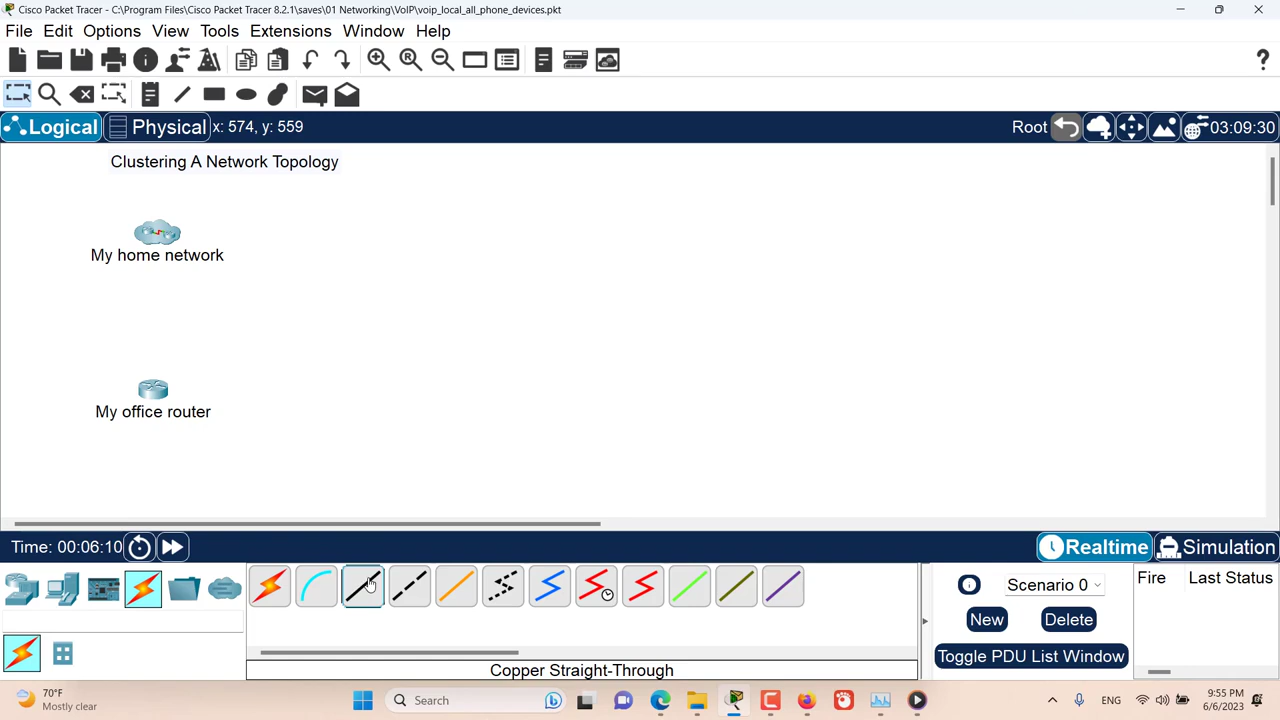 Cisco Packet Tracer - C:\Program Files\Cisco Packet Tracer 8.2.1\saves\01 Networking\VoIP\voip_local_all_phone_devices.pkt
File Edit Options View Tools Extensions Window Help
Logical Physical x: 574, y: 559 Root 03:09:30
Clustering A Network Topology
My home network
My office router
Time: 00:06:10 Realtime Simulation
Scenario 0 Fire Last Status
New Delete
Toggle PDU List Window
Copper Straight-Through
70°F
Mostly clear
Search
ENG
9:55 PM
6/6/2023